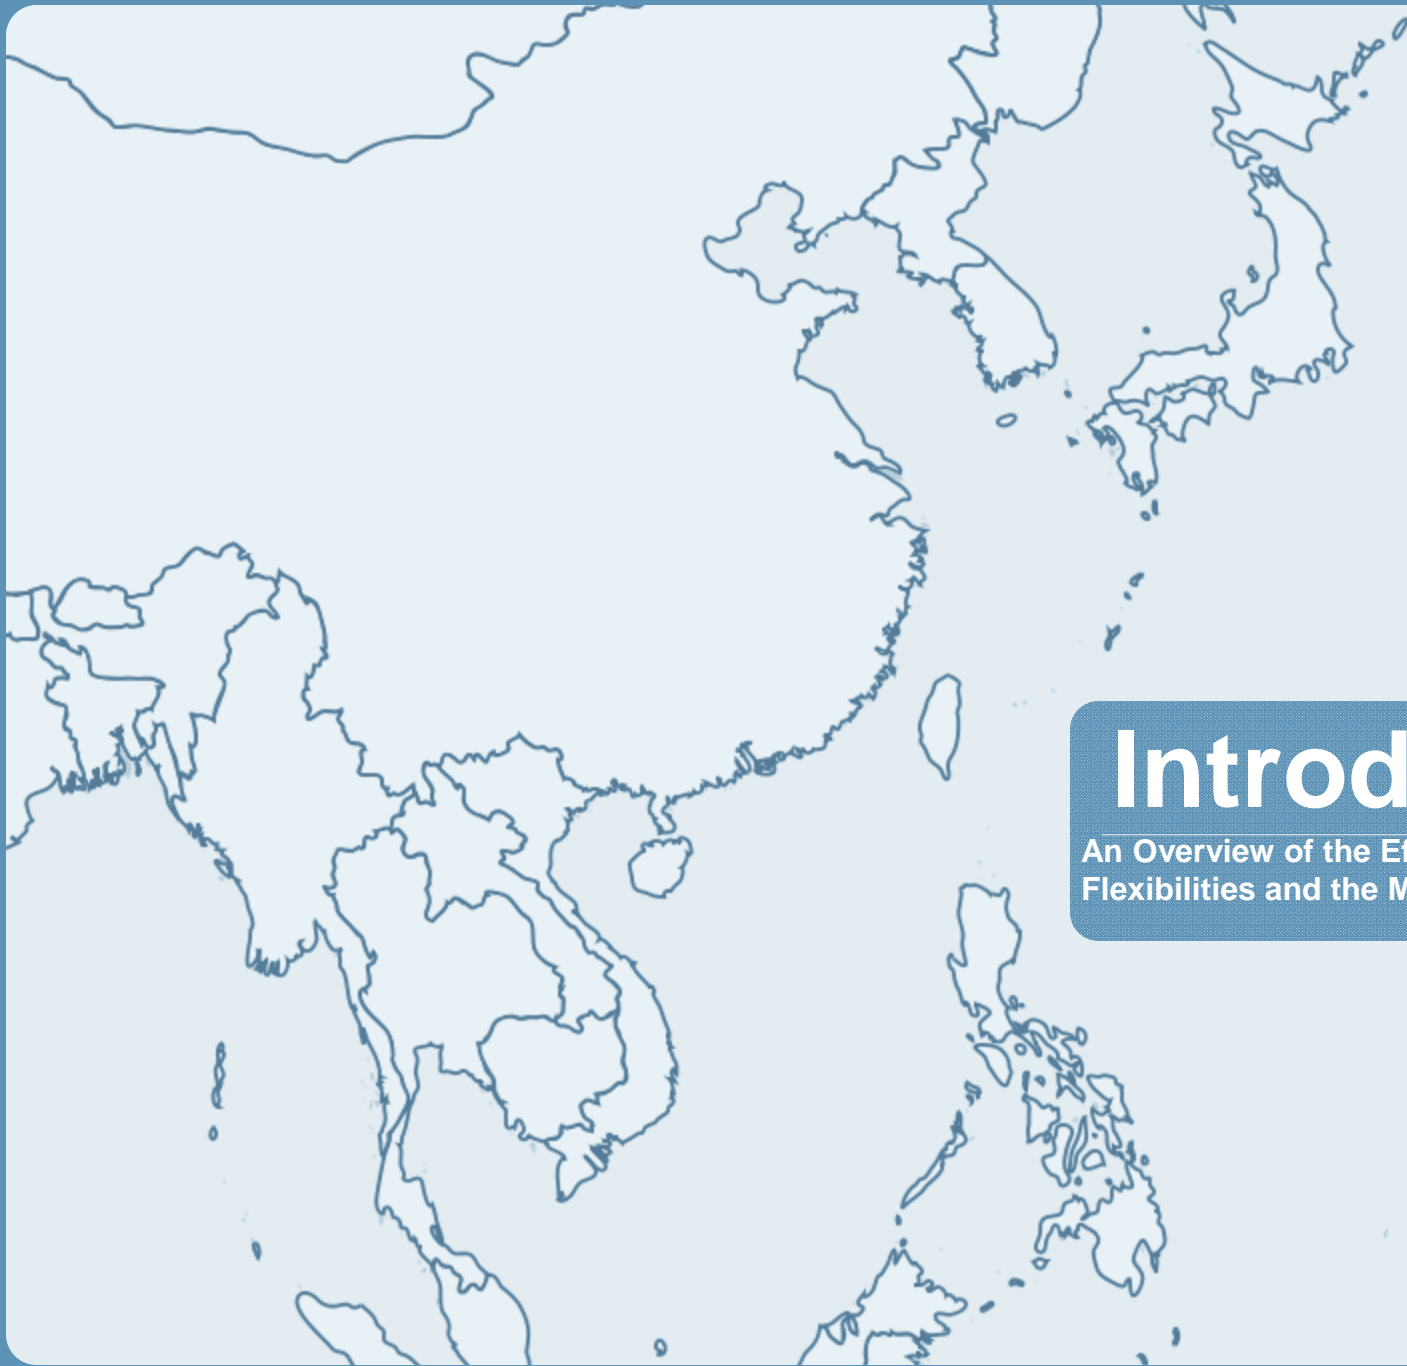 Introd
An Overview of the Ef
Flexibilities and the M